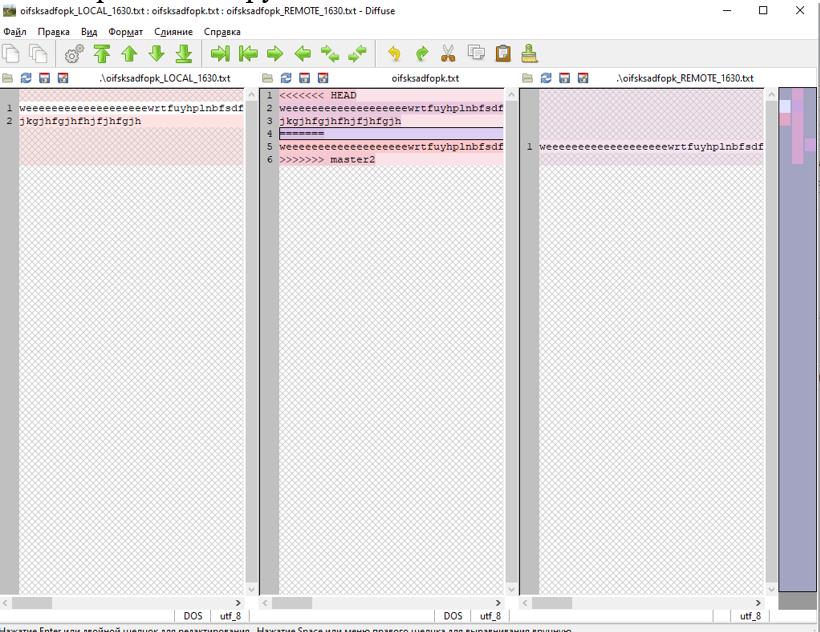 oifsksadfopk_LOCAL_1630.txt : oifsksadfopk.txt : oifsksadfopk_REMOTE_1630.txt - Diffuse
Файл Правка Вид Формат Слияние Справка
.\oifsksadfopk_LOCAL_1630.txt oifsksadfopk.txt .\oifsksadfopk_REMOTE_1630.txt
1 weeeeeeeeeeeeeeeeeeewrtfuyhplnbfsdf
2 jkgjhfgjhfhjfjhfgjh
1 <<<<<<< HEAD
2 weeeeeeeeeeeeeeeeeeewrtfuyhplnbfsdf
3 jkgjhfgjhfhjfjhfgjh
4 =======
5 weeeeeeeeeeeeeeeeeeewrtfuyhplnbfsdf
6 >>>>>>> master2
1 weeeeeeeeeeeeeeeeeeewrtfuyhplnbfsdf
DOS utf_8 DOS utf_8 utf_8
Нажатие Enter или двойной щелчок для редактирования. Нажатие Space или меню правого щелчка для выравнивания вручную.